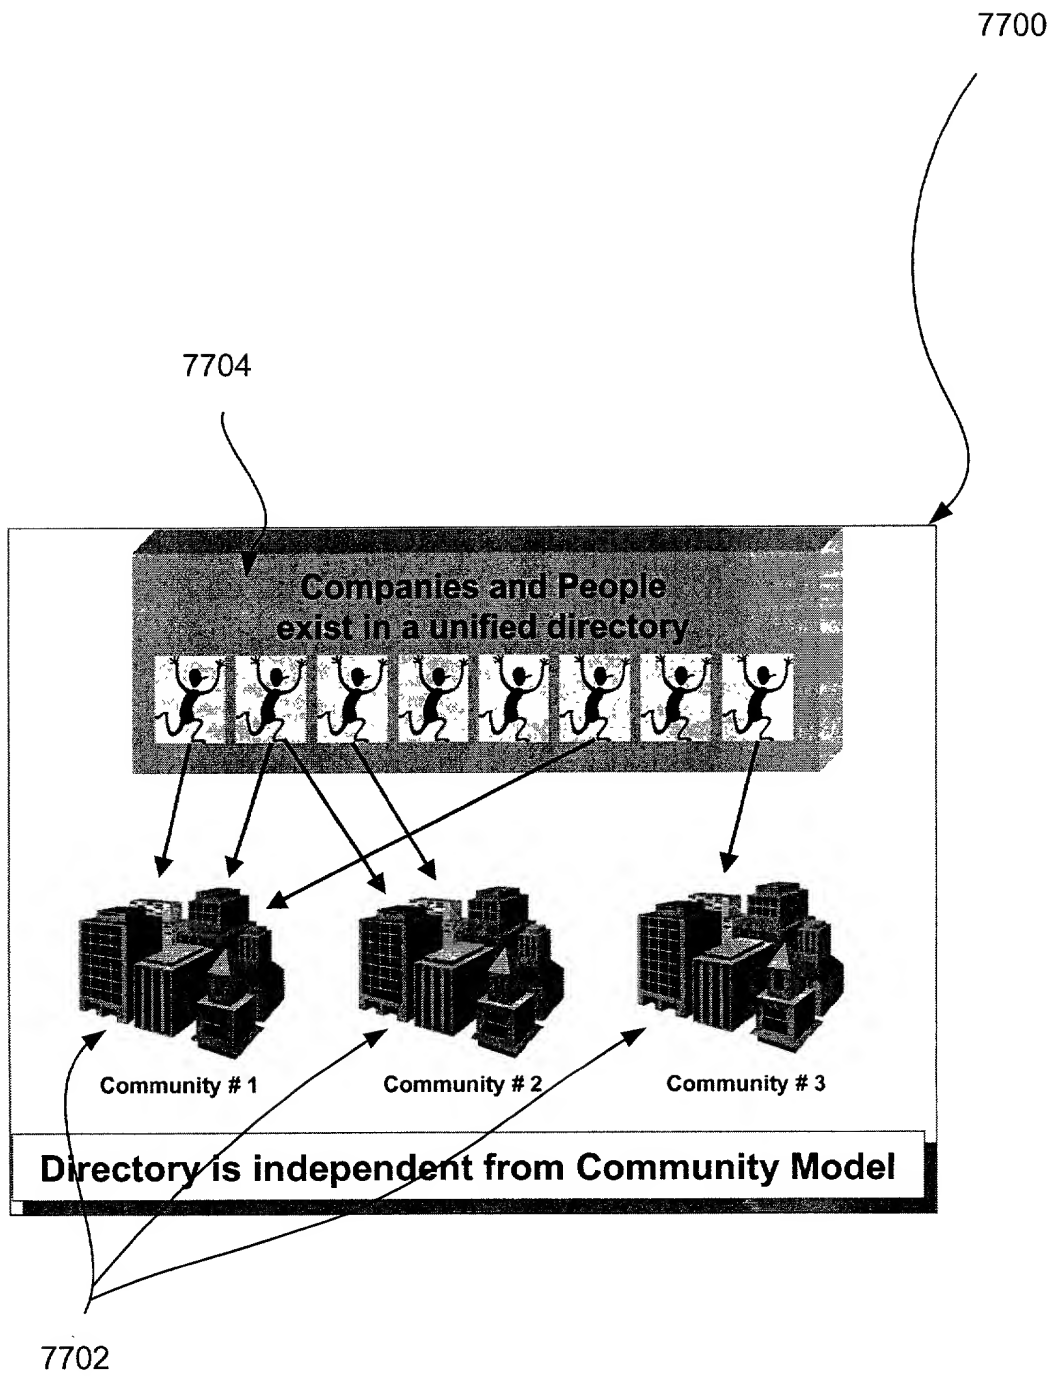 7700
7704
Companies and People
exist in a unified directory
Community # 1
Community # 2
Community # 3
Directory is independent from Community Model
7702